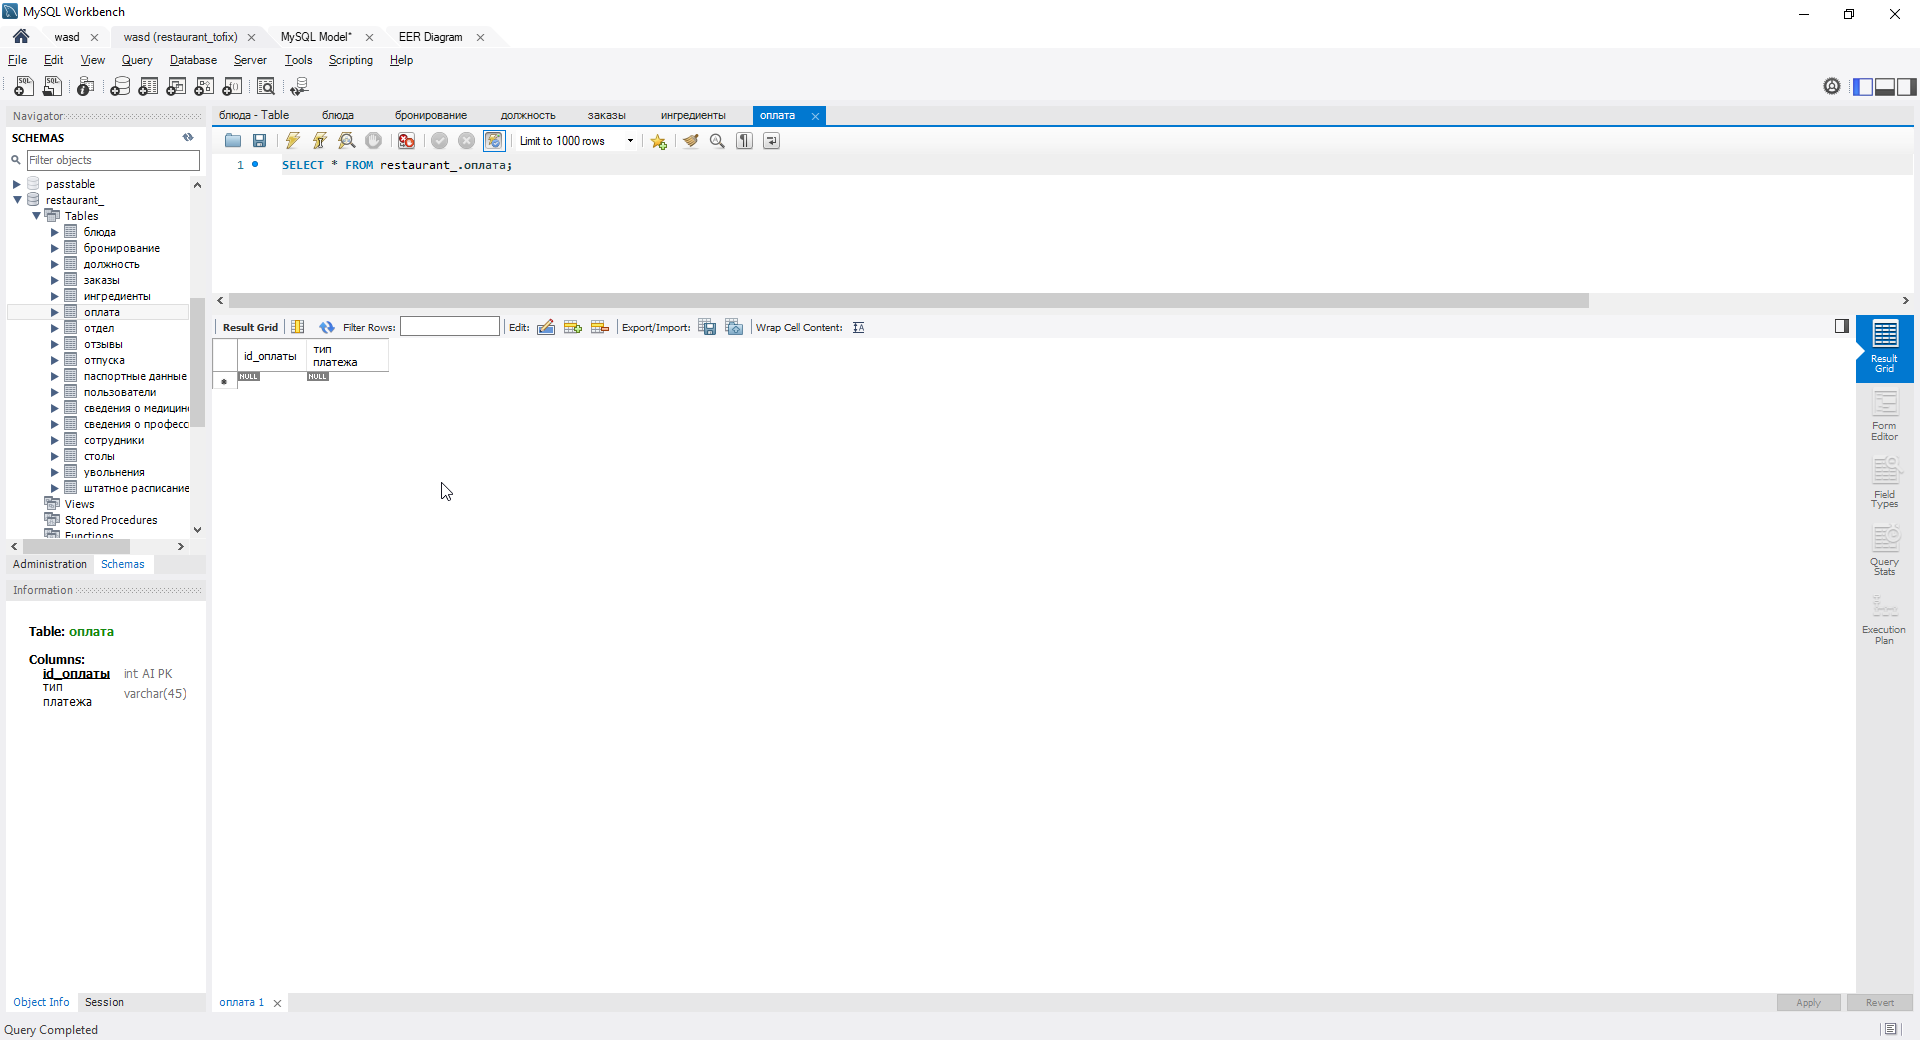 MySQL Workbench
wasd
wasd (restaurant_tofix)
MySQL Model*
EER Diagram
File Edit View Query Database Server Tools Scripting Help
Navigator
SCHEMAS
Filter objects
passtable
restaurant_
Tables
блюда
бронирование
должность
заказы
ингредиенты
оплата
отдел
отзывы
отпуска
паспортные данные
пользователи
сведения о медицин
сведения о професс
сотрудники
столы
увольнения
штатное расписание
Views
Stored Procedures
Functions
Administration Schemas
Information
Table: оплата
Columns:
id_оплаты int AI PK
тип
платежа varchar(45)
Object Info Session
блюда - Table блюда бронирование должность заказы ингредиенты оплата
Limit to 1000 rows
1 SELECT * FROM restaurant_.оплата;
Result Grid Filter Rows: Edit: Export/Import: Wrap Cell Content:
id_оплаты тип
платежа
NULL NULL
Result
Grid
Form
Editor
Field
Types
Query
Stats
Execution
Plan
оплата 1
Apply Revert
Query Completed